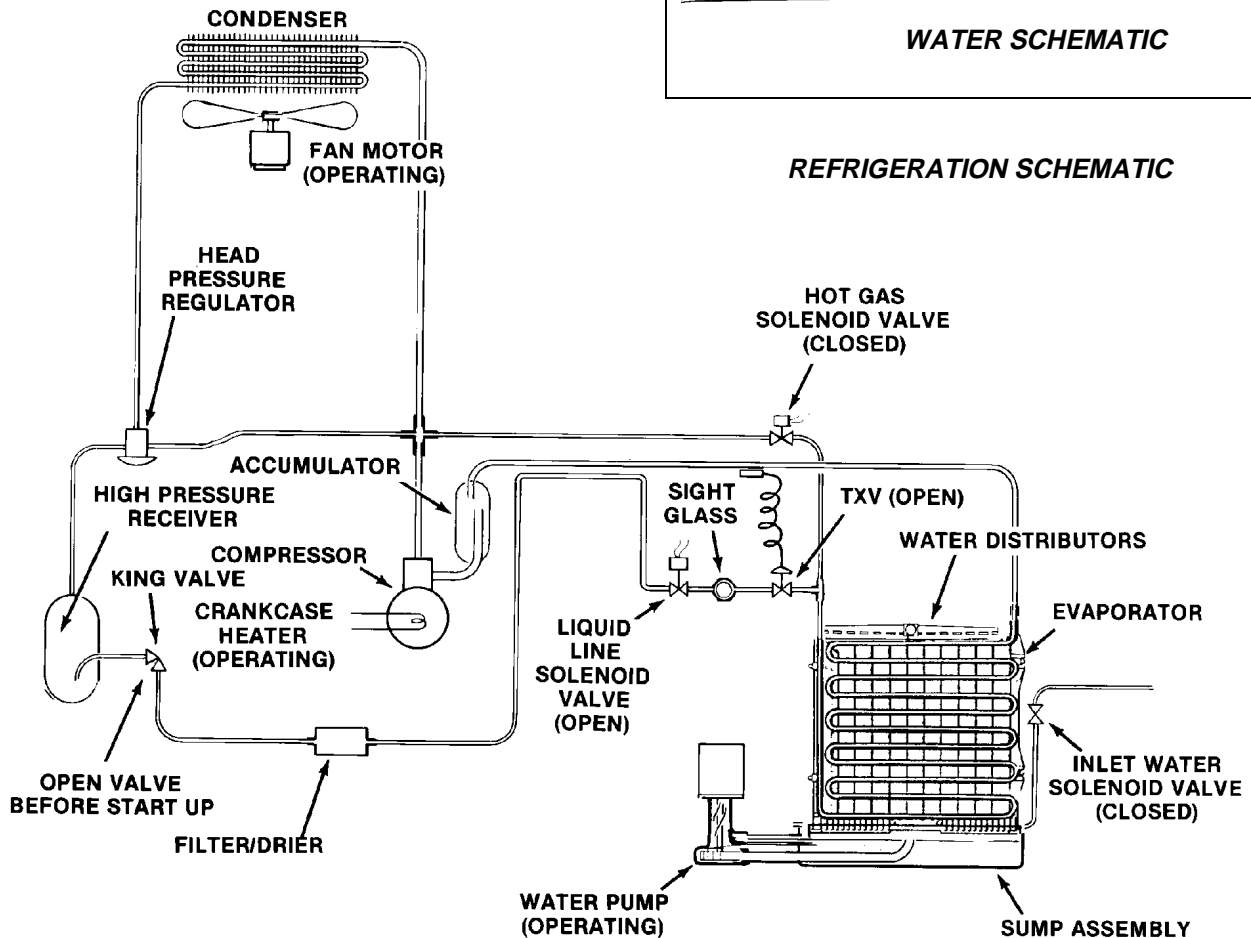 CONDENSER
WATER SCHEMATIC
FAN MOTOR
(OPERATING)
REFRIGERATION SCHEMATIC
HEAD
PRESSURE
REGULATOR
HOT GAS
SOLENOID VALVE
(CLOSED)
ACCUMULATOR
HIGH PRESSURE
RECEIVER
SIGHT
GLASS
TXV (OPEN)
WATER DISTRIBUTORS
COMPRESSOR
KING VALVE
CRANKCASE
HEATER
(OPERATING)
EVAPORATOR
LIQUID
LINE
SOLENOID
VALVE
(OPEN)
OPEN VALVE
BEFORE START UP
INLET WATER
SOLENOID VALVE
(CLOSED)
FILTER/DRIER
WATER PUMP
(OPERATING)
SUMP ASSEMBLY